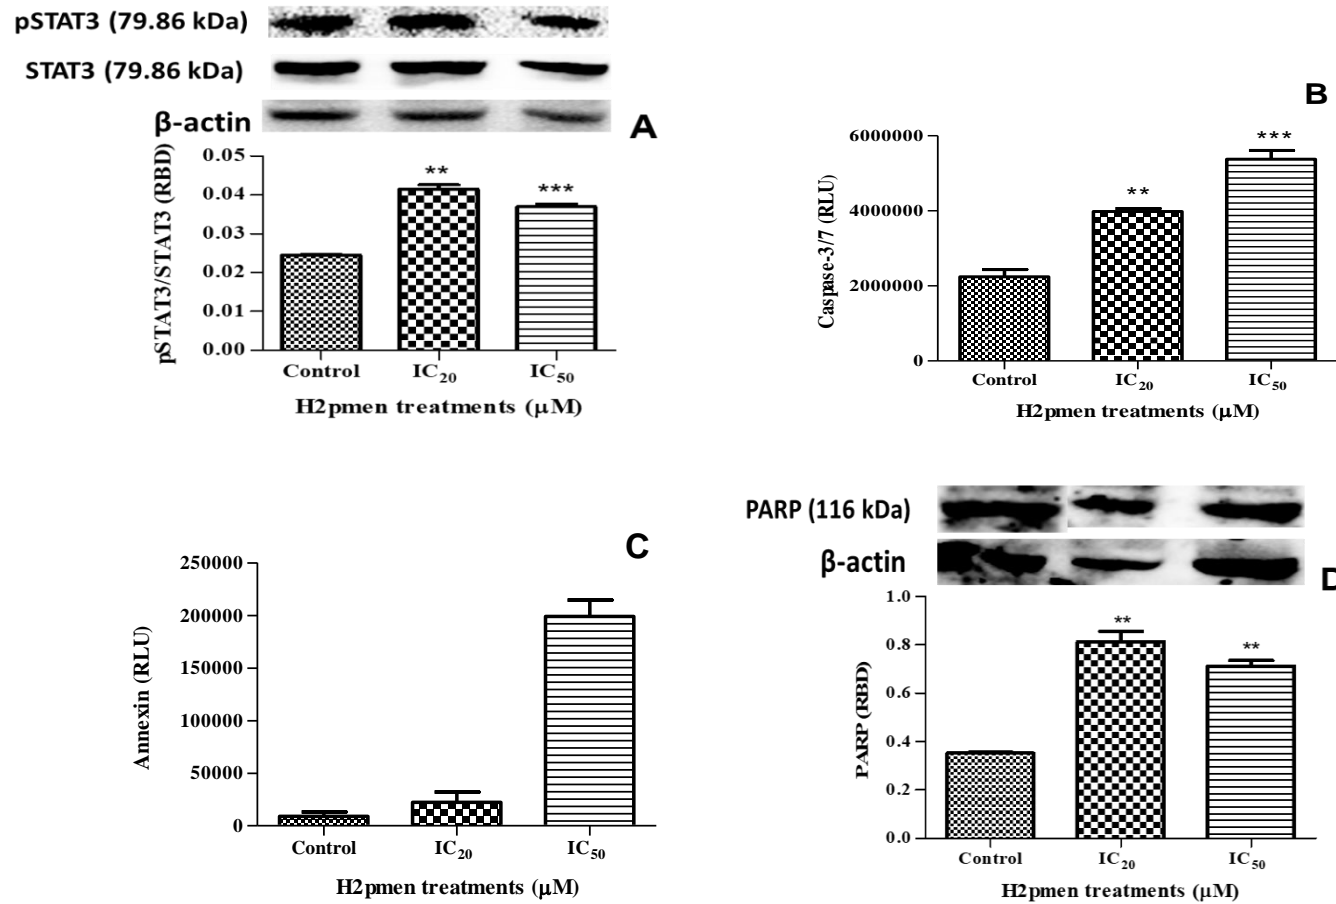 pSTAT3 (79.86 kDa)
STAT3 (79.86 kDa)
β-actin
A
pSTAT3/STAT3 (RBD)
0.05
0.04
0.03
0.02
0.01
0.00
**
***
Control IC20 IC50
H2pmen treatments (μM)
B
Caspase-3/7 (RLU)
6000000
4000000
2000000
0
**
***
Control IC20 IC50
H2pmen treatments (μM)
C
Annexin (RLU)
250000
200000
150000
100000
50000
0
Control IC20 IC50
H2pmen treatments (μM)
PARP (116 kDa)
β-actin
D
PARP (RBD)
1.0
0.8
0.6
0.4
0.2
0.0
**
**
Control IC20 IC50
H2pmen treatments (μM)